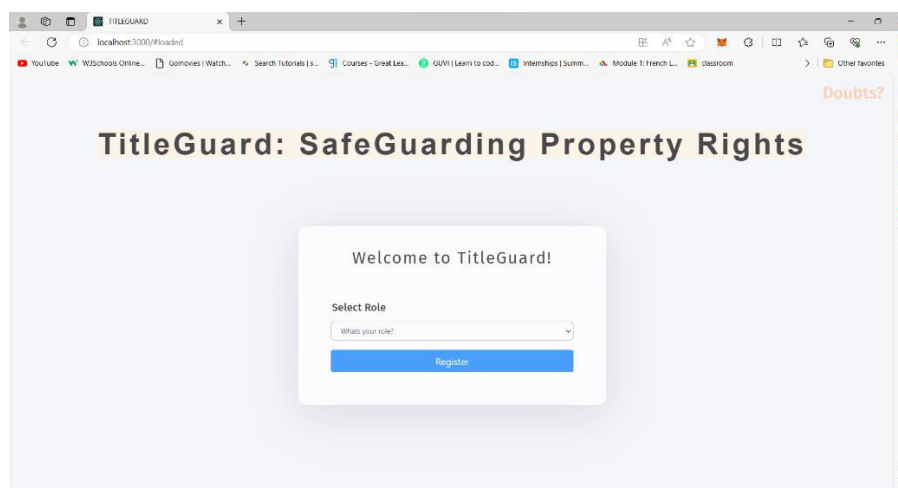 TITLEGUARD
localhost:3000/#loaded
YouTube W3Schools Online... Gomovies | Watch... Search Tutorials | s... Courses - Great Lea... GUVI | Learn to cod... Internships | Summ... Module 1: French L... classroom Other favorites
Doubts?
TitleGuard: SafeGuarding Property Rights
Welcome to TitleGuard!
Select Role
Whats your role?
Register